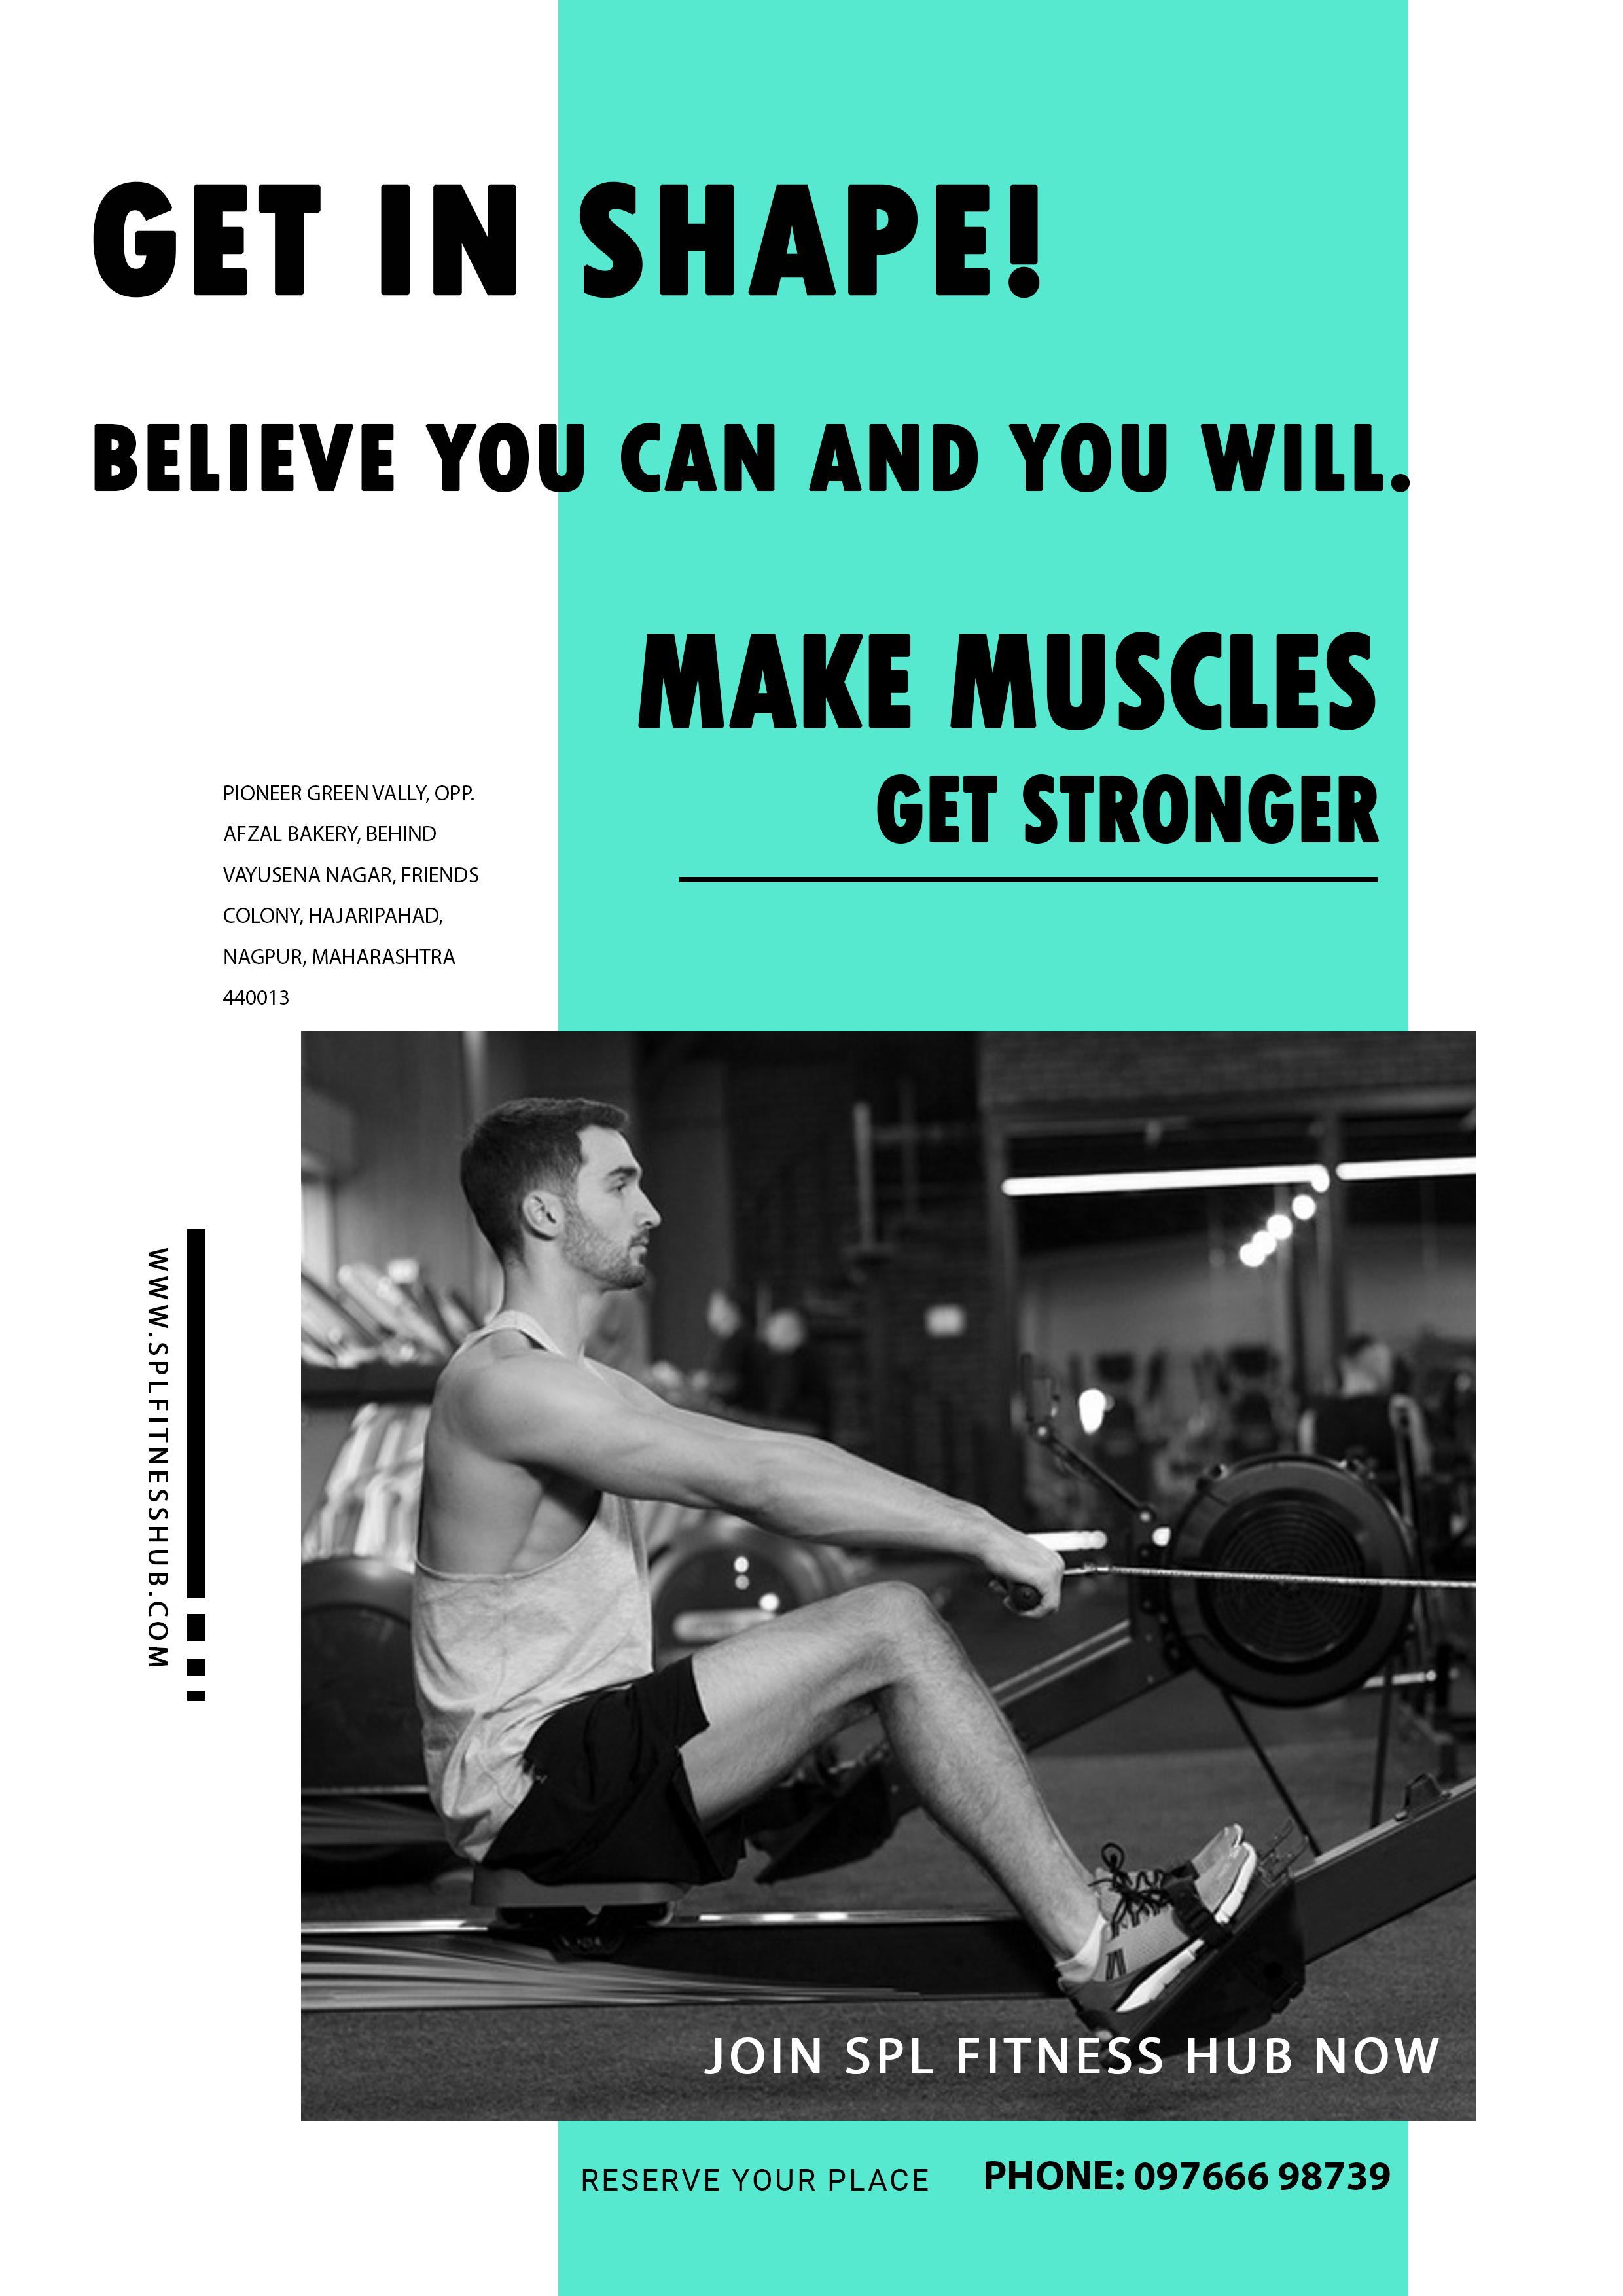 GET IN SHAPE!
BELIEVE YOU CAN AND YOU WILL.
MAKE MUSCLES
GET STRONGER
PIONEER GREEN VALLY, OPP.
AFZAL BAKERY, BEHIND
VAYUSENA NAGAR, FRIENDS
COLONY, HAJARIPAHAD,
NAGPUR, MAHARASHTRA
440013
WWW.SPLFITNESSHUB.COM
JOIN SPL FITNESS HUB NOW
RESERVE YOUR PLACE
PHONE: 097666 98739